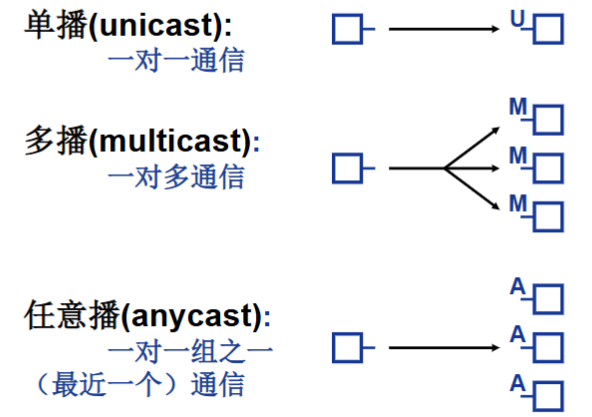 单播(unicast):
一对一通信
U
多播(multicast):
一对多通信
M
M
M
任意播(anycast):
一对一组之一
（最近一个）通信
A
A
A